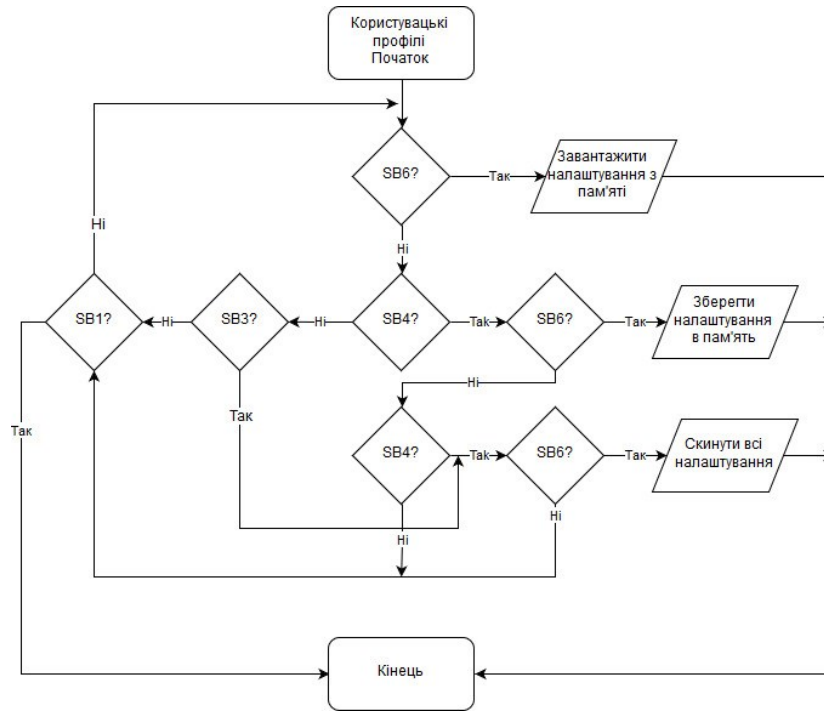 Користувацькі
профілі
Початок
SB6?
Так
Завантажити
налаштування з
пам'яті
Ні
Ні
SB1?
Ні
SB3?
Ні
SB4?
Так
SB6?
Так
Зберегти
налаштування
в пам'ять
Ні
Так
Так
SB4?
Так
SB6?
Так
Скинути всі
налаштування
Ні
Ні
Кінець